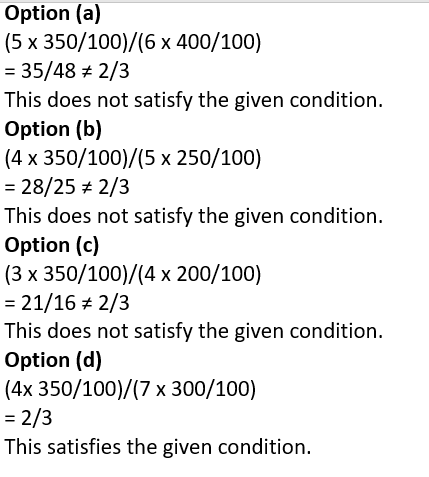 Option (a)
(5 x 350/100)/(6 x 400/100)
= 35/48 ≠ 2/3
This does not satisfy the given condition.
Option (b)
(4 x 350/100)/(5 x 250/100)
= 28/25 ≠ 2/3
This does not satisfy the given condition.
Option (c)
(3 x 350/100)/(4 x 200/100)
= 21/16 ≠ 2/3
This does not satisfy the given condition.
Option (d)
(4x 350/100)/(7 x 300/100)
= 2/3
This satisfies the given condition.